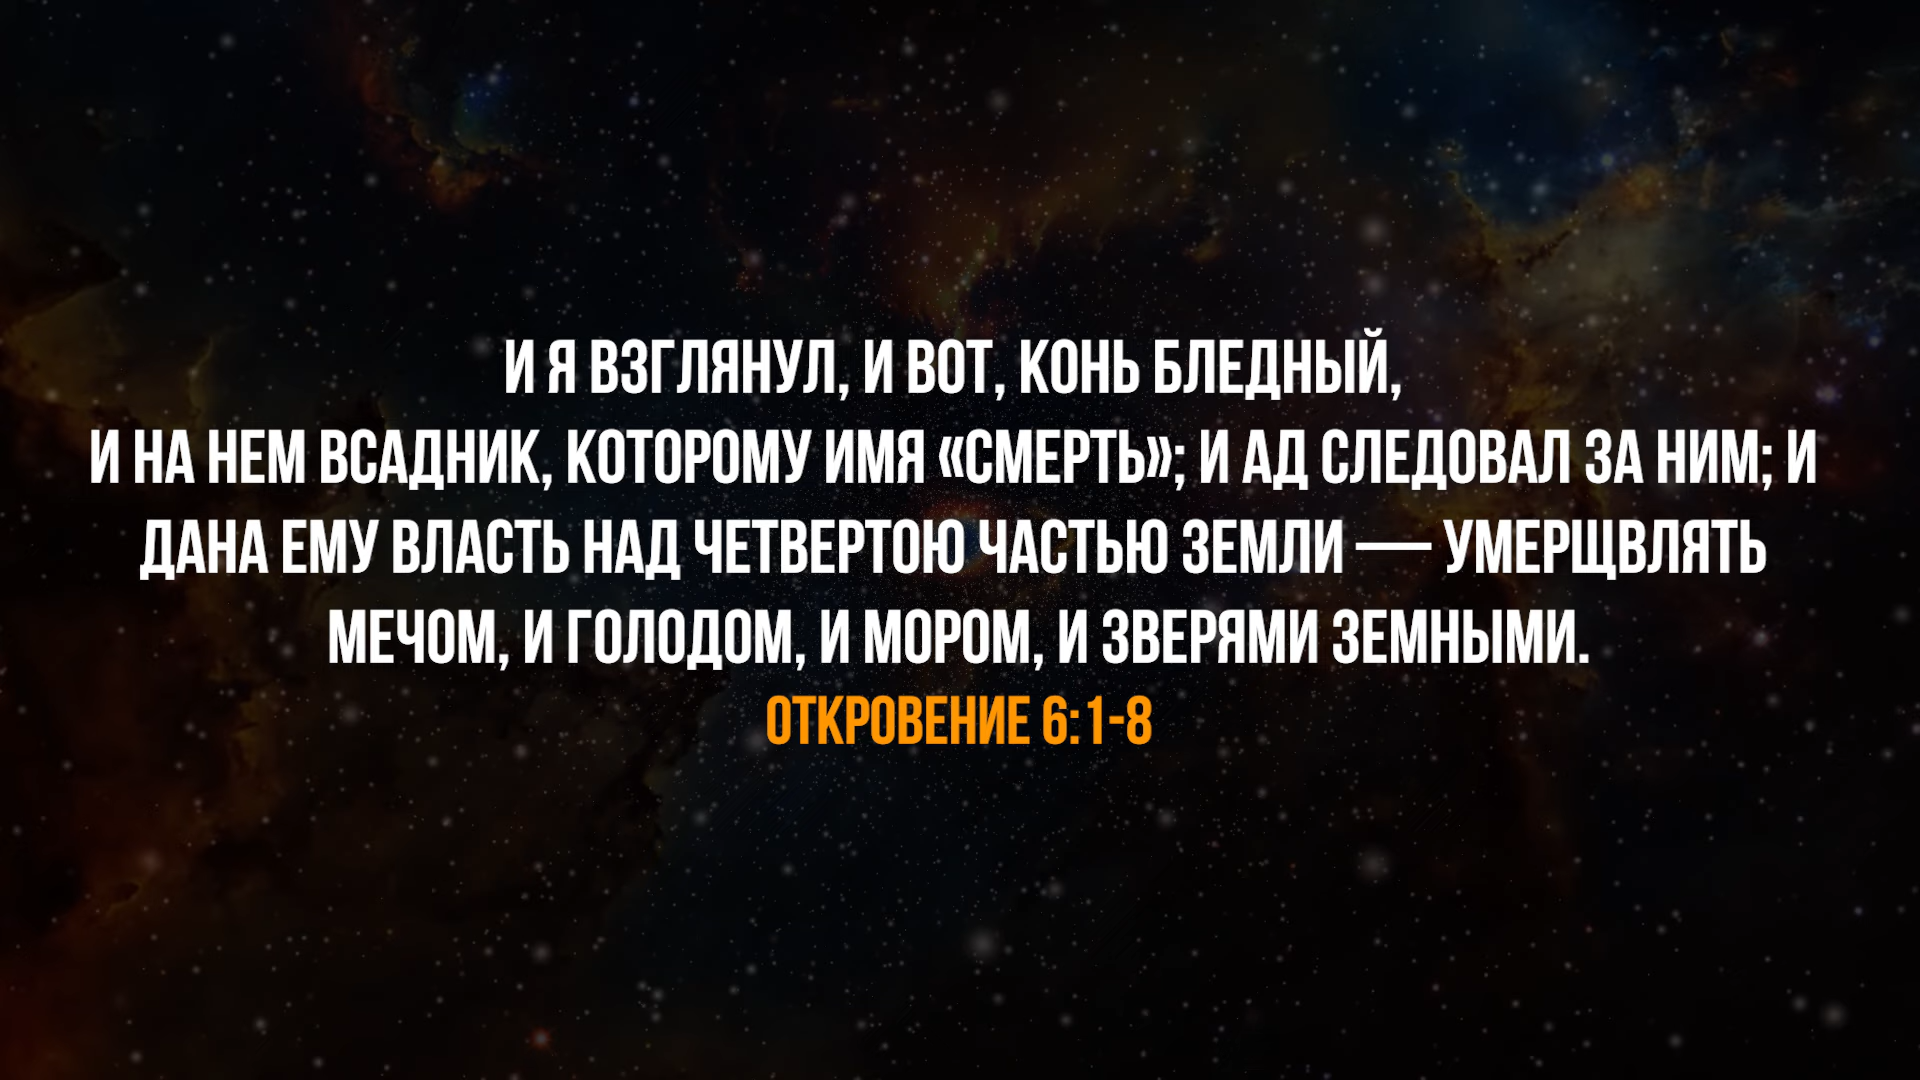 И Я ВЗГЛЯНУЛ, И ВОТ, КОНЬ БЛЕДНЫЙ,
И НА НЕМ ВСАДНИК, КОТОРОМУ ИМЯ «СМЕРТЬ»; И АД СЛЕДОВАЛ ЗА НИМ; И
ДАНА ЕМУ ВЛАСТЬ НАД ЧЕТВЕРТОЮ ЧАСТЬЮ ЗЕМЛИ — УМЕРЩВЛЯТЬ
МЕЧОМ, И ГОЛОДОМ, И МОРОМ, И ЗВЕРЯМИ ЗЕМНЫМИ.
ОТКРОВЕНИЕ 6:1-8